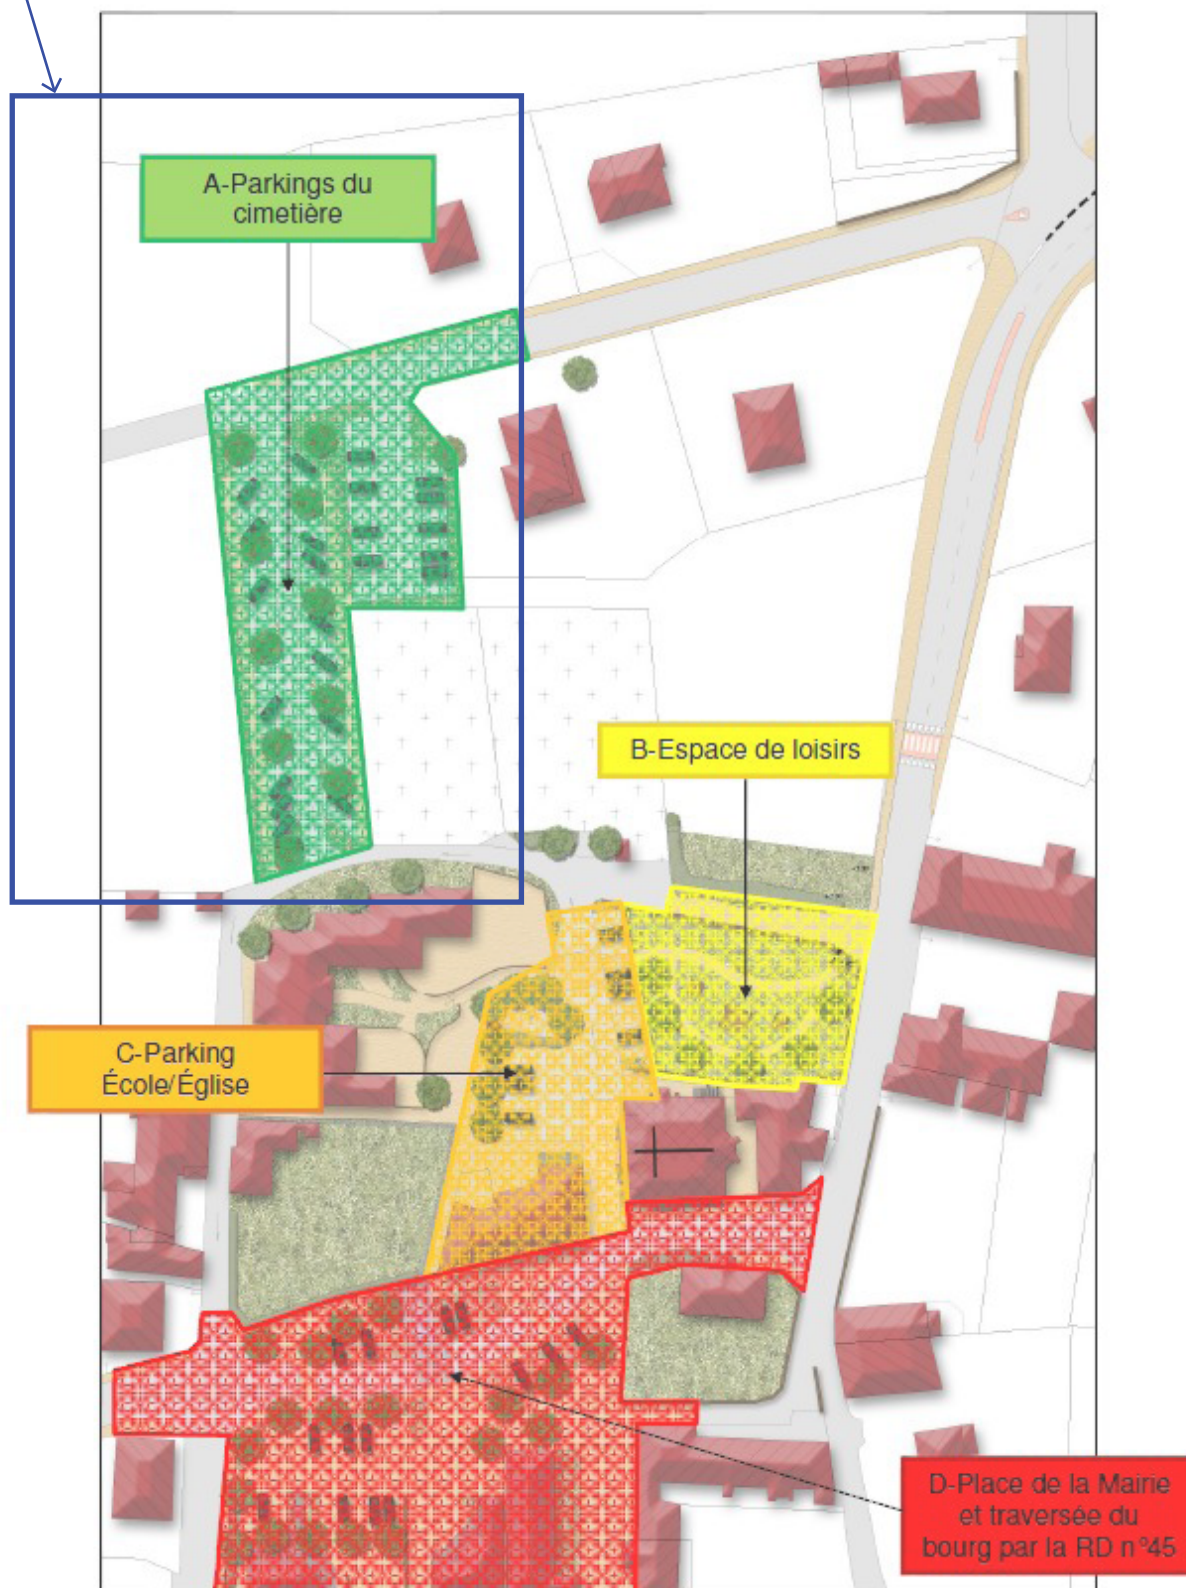 A-Parkings du
cimetière
B-Espace de loisirs
C-Parking
École/Église
D-Place de la Mairie
et traversée du
bourg par la RD n°45